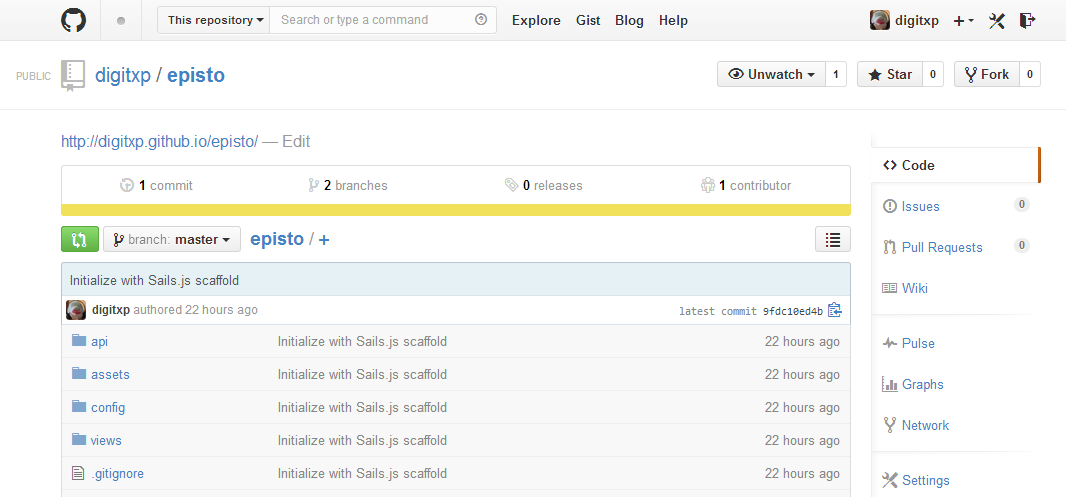 This repository Search or type a command Explore Gist Blog Help digitxp
PUBLIC digitxp / episto Unwatch 1 Star 0 Fork 0
http://digitxp.github.io/episto/ — Edit
1 commit 2 branches 0 releases 1 contributor
branch: master episto / +
Initialize with Sails.js scaffold
digitxp authored 22 hours ago latest commit 9fdc10ed4b
api Initialize with Sails.js scaffold 22 hours ago
assets Initialize with Sails.js scaffold 22 hours ago
config Initialize with Sails.js scaffold 22 hours ago
views Initialize with Sails.js scaffold 22 hours ago
.gitignore Initialize with Sails.js scaffold 22 hours ago
Code
Issues 0
Pull Requests 0
Wiki
Pulse
Graphs
Network
Settings